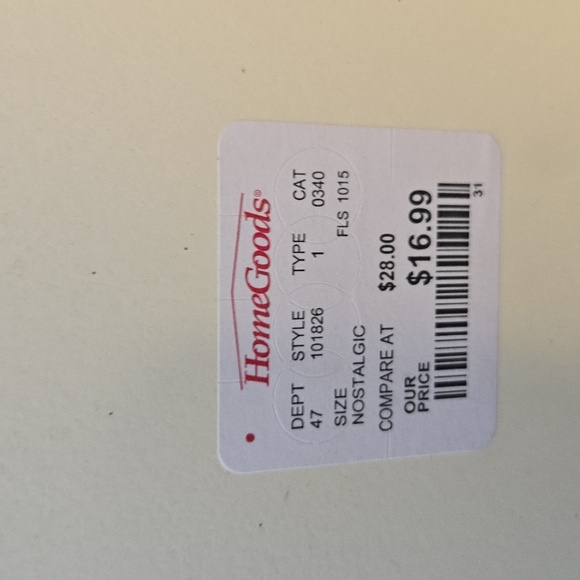 HomeGoods®
DEPT STYLE TYPE CAT
47 101826 1 0340
SIZE FLS 1015
NOSTALGIC
COMPARE AT $28.00
OUR PRICE $16.99
31